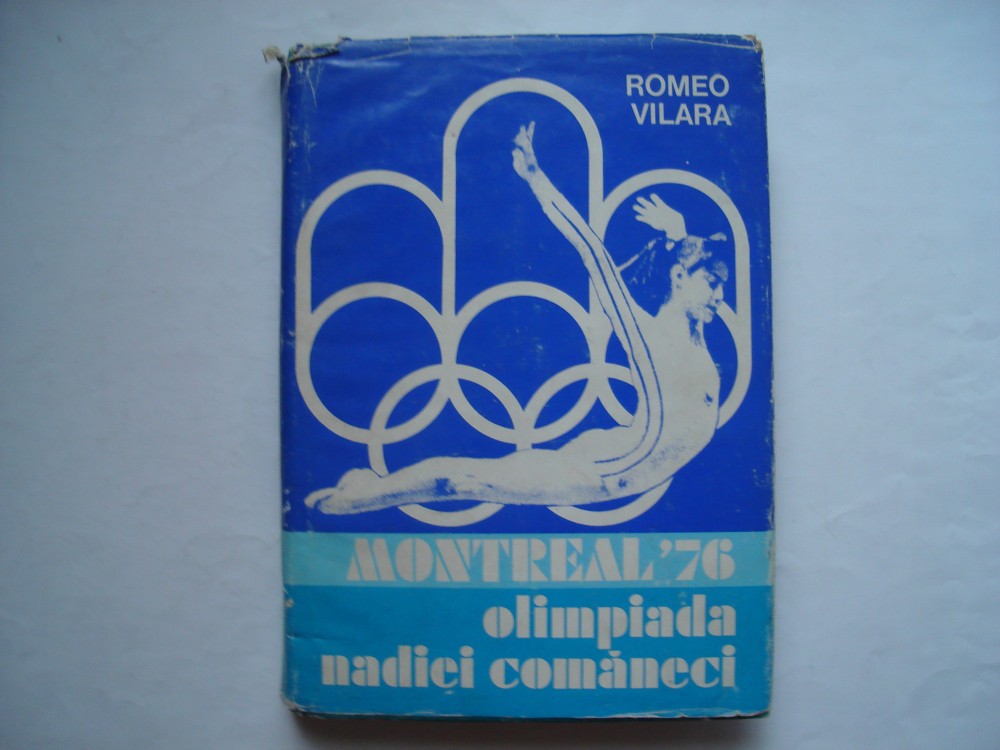 ROMEO
VILARA
MONTREAL '76
olimpiada
nadiei comăneci